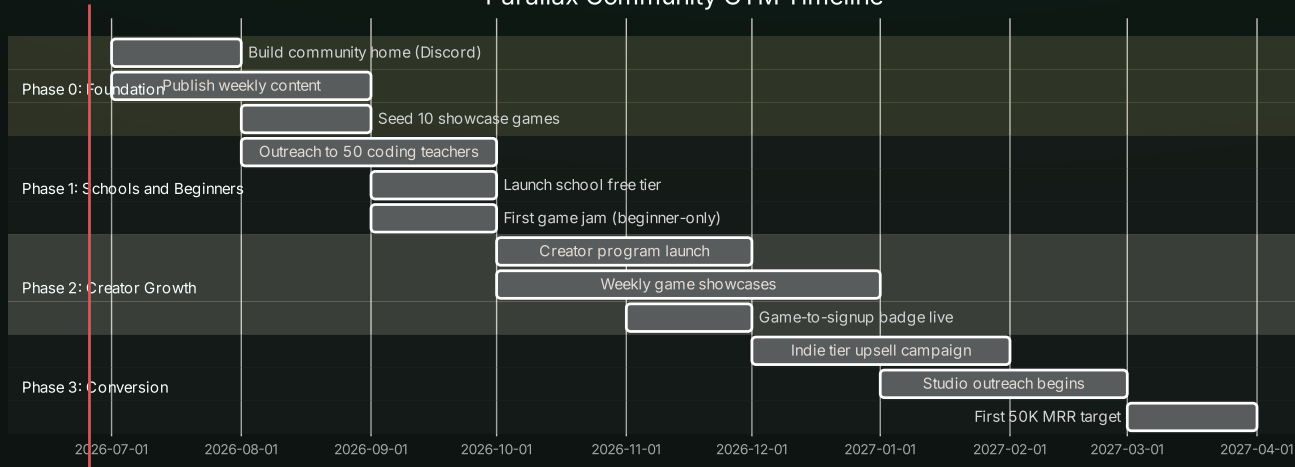 Parallax Community GTM Timeline
Build community home (Discord)
Phase 0: Foundation
Publish weekly content
Seed 10 showcase games
Outreach to 50 coding teachers
Phase 1: Schools and Beginners
Launch school free tier
First game jam (beginner-only)
Creator program launch
Phase 2: Creator Growth
Weekly game showcases
Game-to-signup badge live
Indie tier upsell campaign
Phase 3: Conversion
Studio outreach begins
First 50K MRR target
2026-07-01 2026-08-01 2026-09-01 2026-10-01 2026-11-01 2026-12-01 2027-01-01 2027-02-01 2027-03-01 2027-04-01